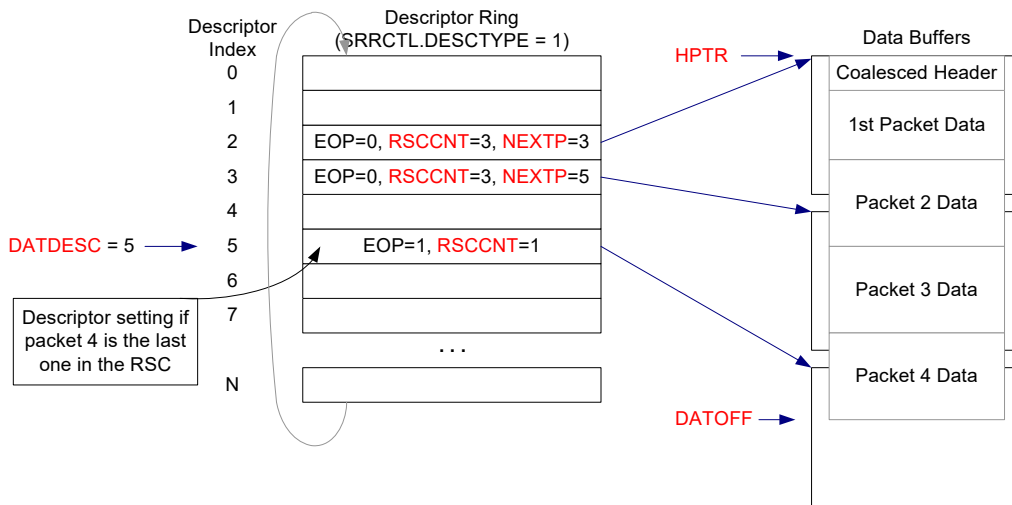 Descriptor
Index
Descriptor Ring
(SRRCTL.DESCTYPE = 1)
Data Buffers
HPTR
0
1
2
3
4
5
6
7
N
EOP=0, RSCCNT=3, NEXTP=3
EOP=0, RSCCNT=3, NEXTP=5
EOP=1, RSCCNT=1
. . .
DATDESC = 5
Descriptor setting if
packet 4 is the last
one in the RSC
Coalesced Header
1st Packet Data
Packet 2 Data
Packet 3 Data
Packet 4 Data
DATOFF